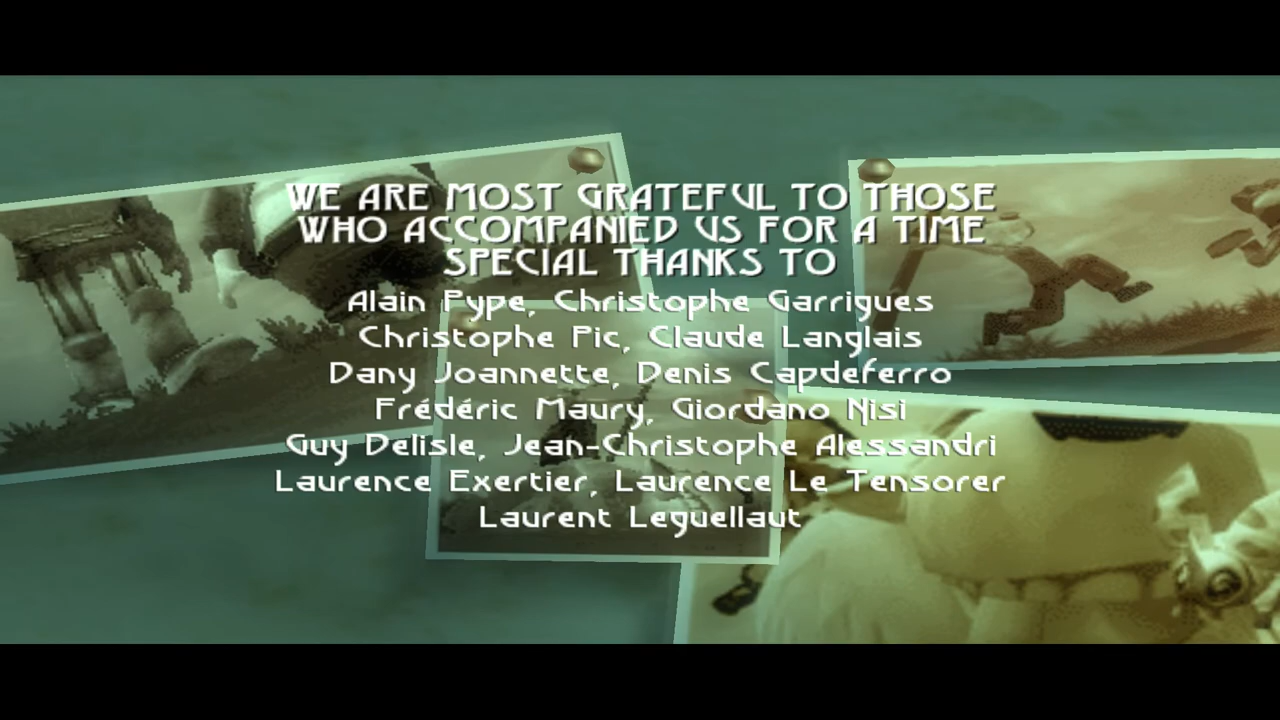 WE ARE MOST GRATEFUL TO THOSE
WHO ACCOMPANIED US FOR A TIME
SPECIAL THANKS TO
Alain Pype, Christophe Garrigues
Christophe Pic, Claude Langlais
Dany Joannette, Denis Capdeferro
Frédéric Maury, Giordano Nisi
Guy Delisle, Jean-Christophe Alessandri
Laurence Exertier, Laurence Le Tensorer
Laurent Leguellaut